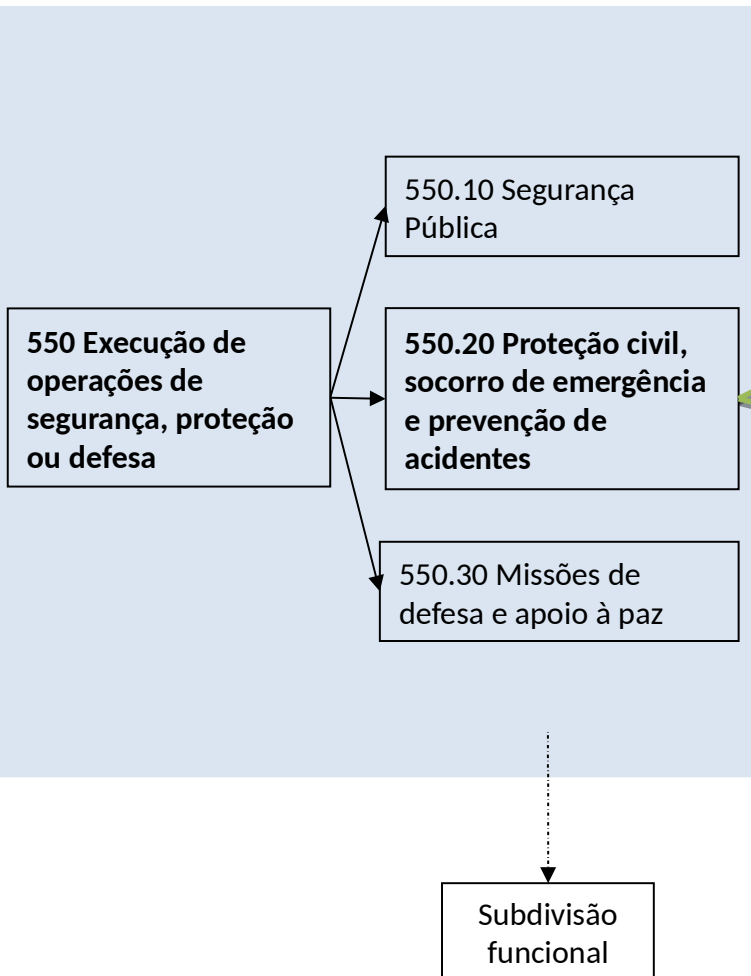 550.10 Segurança
Pública
550 Execução de
operações de
segurança, proteção
ou defesa
550.20 Proteção civil,
socorro de emergência
e prevenção de
acidentes
550.30 Missões de
defesa e apoio à paz
Subdivisão
funcional